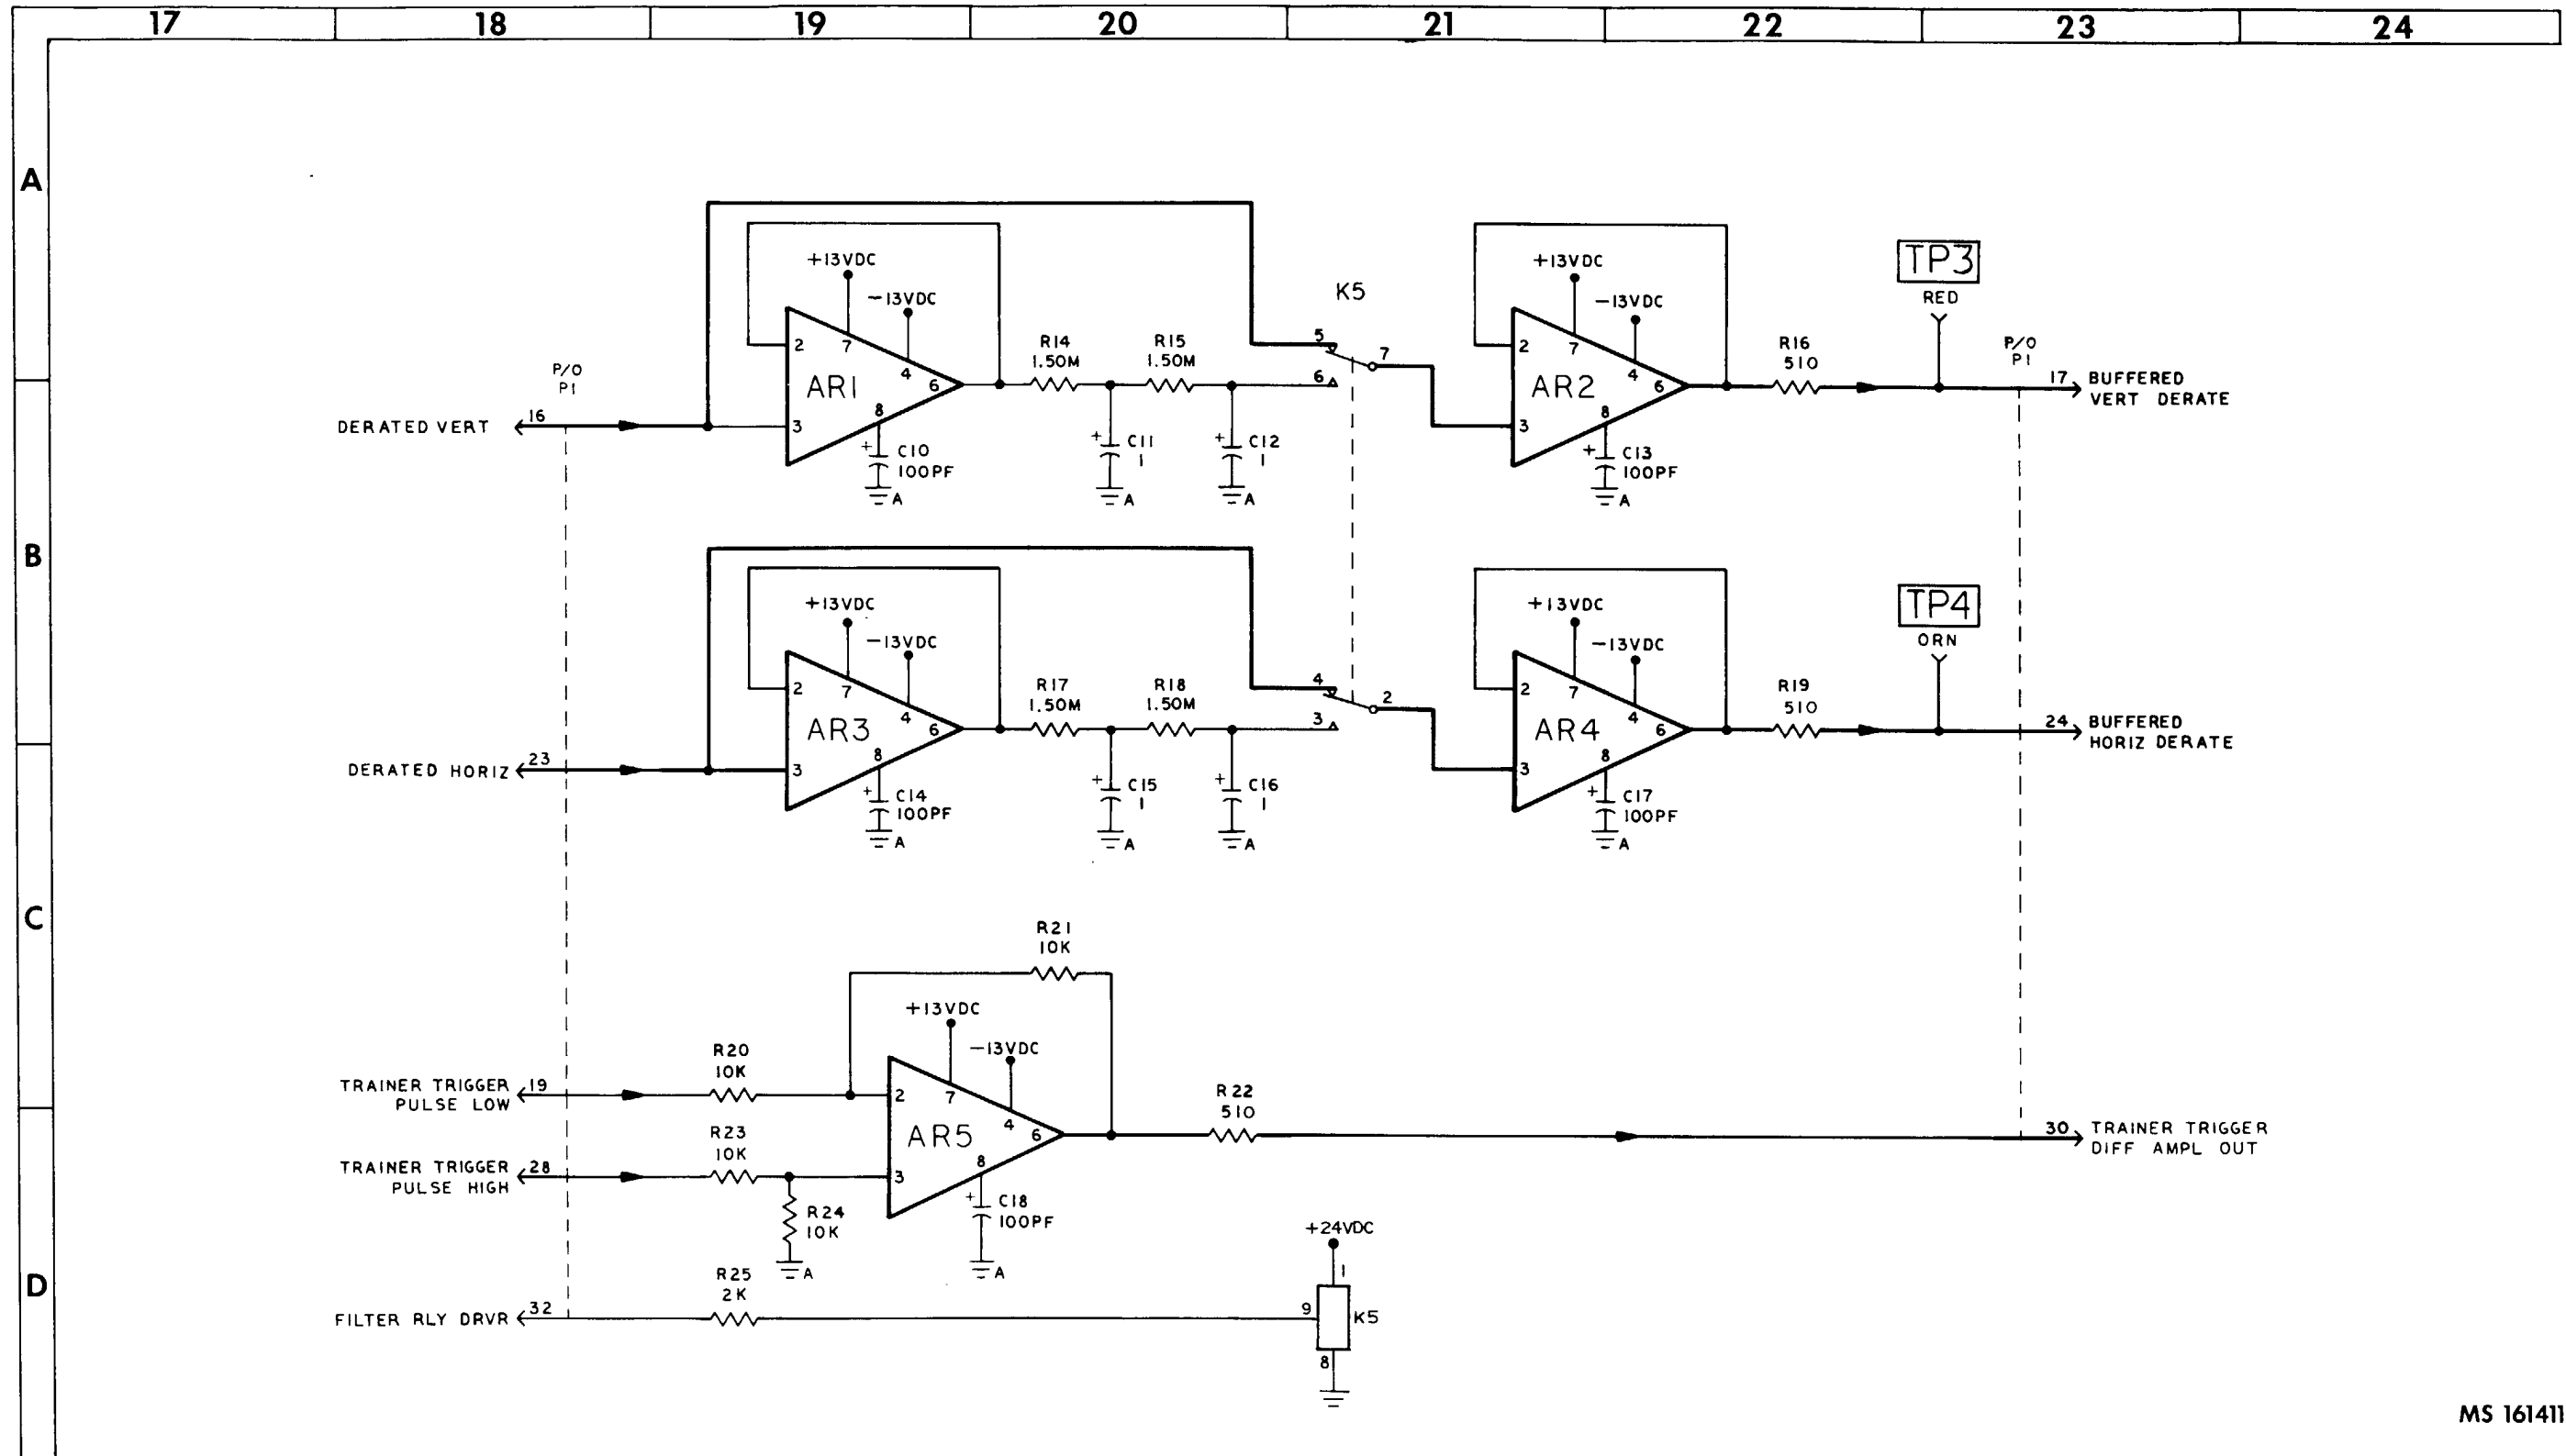 17 18 19 20 21 22 23 24
A
B
C
D
+13VDC
-13VDC
2
7
4
6
AR1
8
3
C10
100PF
A
R14
1.50M
R15
1.50M
+ C11
1
A
+ C12
1
A
K5
5
7
6
+13VDC
-13VDC
2
7
4
6
AR2
8
3
+ C13
100PF
A
R16
510
TP3
RED
P/O
P1
17 BUFFERED
VERT DERATE
P/O
P1
DERATED VERT 16
+13VDC
-13VDC
2
7
4
6
AR3
8
3
+ C14
100PF
A
R17
1.50M
R18
1.50M
+ C15
1
A
+ C16
1
A
4
2
3
+13VDC
-13VDC
2
7
4
6
AR4
8
3
+ C17
100PF
A
R19
510
TP4
ORN
24 BUFFERED
HORIZ DERATE
DERATED HORIZ 23
R21
10K
+13VDC
-13VDC
R20
10K
TRAINER TRIGGER 19
PULSE LOW
2
7
4
6
AR5
8
3
R22
510
30 TRAINER TRIGGER
DIFF AMPL OUT
R23
10K
TRAINER TRIGGER 28
PULSE HIGH
R24
10K
A
+ C18
100PF
A
+24VDC
1
R25
2K
FILTER RLY DRVR 32
9
K5
8
MS 161411